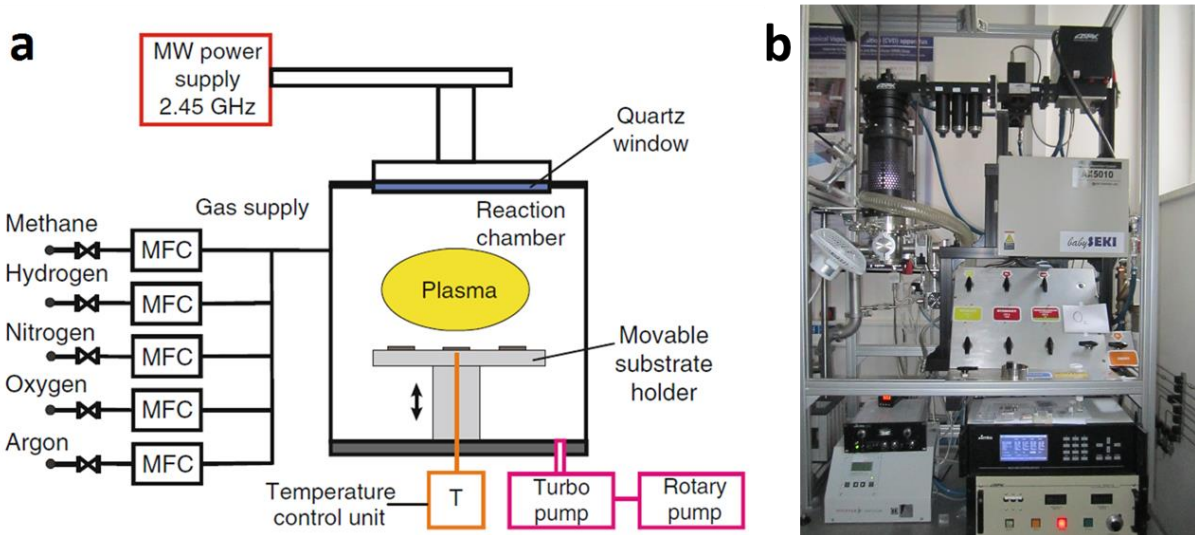 a
MW power
supply
2.45 GHz
Quartz
window
Gas supply
Reaction
chamber
Methane
MFC
Hydrogen
MFC
Plasma
Nitrogen
MFC
Movable
substrate
holder
Oxygen
MFC
Argon
MFC
Temperature
control unit
T
Turbo
pump
Rotary
pump
b
AX5010
baby SEKI